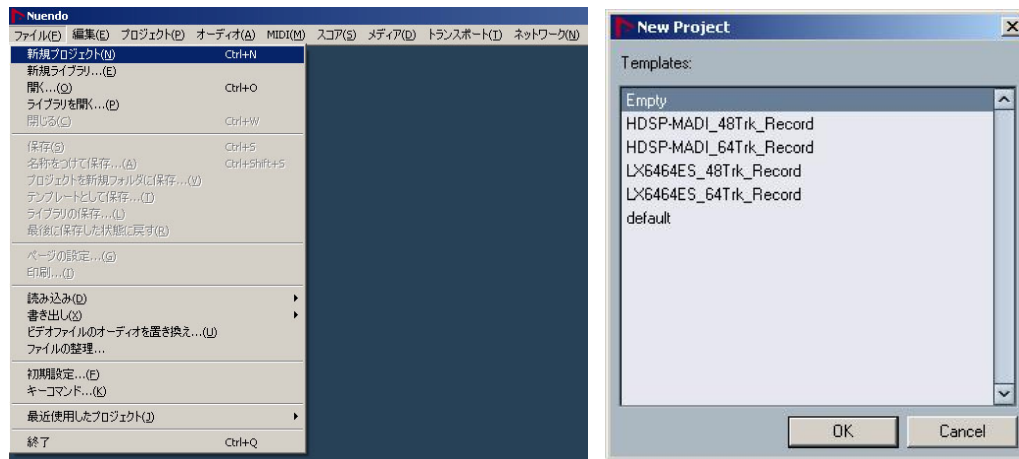 Nuendo
ファイル(F) 編集(E) プロジェクト(P) オーディオ(A) MIDI(M) スコア(S) メディア(D) トランスポート(T) ネットワーク(N)
新規プロジェクト(N) Ctrl+N
新規ライブラリ...(E)
開く...(O) Ctrl+O
ライブラリを開く...(P)
閉じる(C) Ctrl+W
保存(S) Ctrl+S
名称をつけて保存...(A) Ctrl+Shift+S
プロジェクトを新規フォルダに保存...(V)
テンプレートとして保存...(T)
ライブラリの保存...(L)
最後に保存した状態に戻す(R)
ページの設定...(G)
印刷...(I)
読み込み(D)
書き出し(X)
ビデオファイルのオーディオを置き換え...(U)
ファイルの整理...
初期設定...(F)
キーコマンド...(K)
最近使用したプロジェクト(J)
終了 Ctrl+Q
New Project
Templates:
Empty
HDSP-MADI_48Trk_Record
HDSP-MADI_64Trk_Record
LX6464ES_48Trk_Record
LX6464ES_64Trk_Record
default
OK Cancel